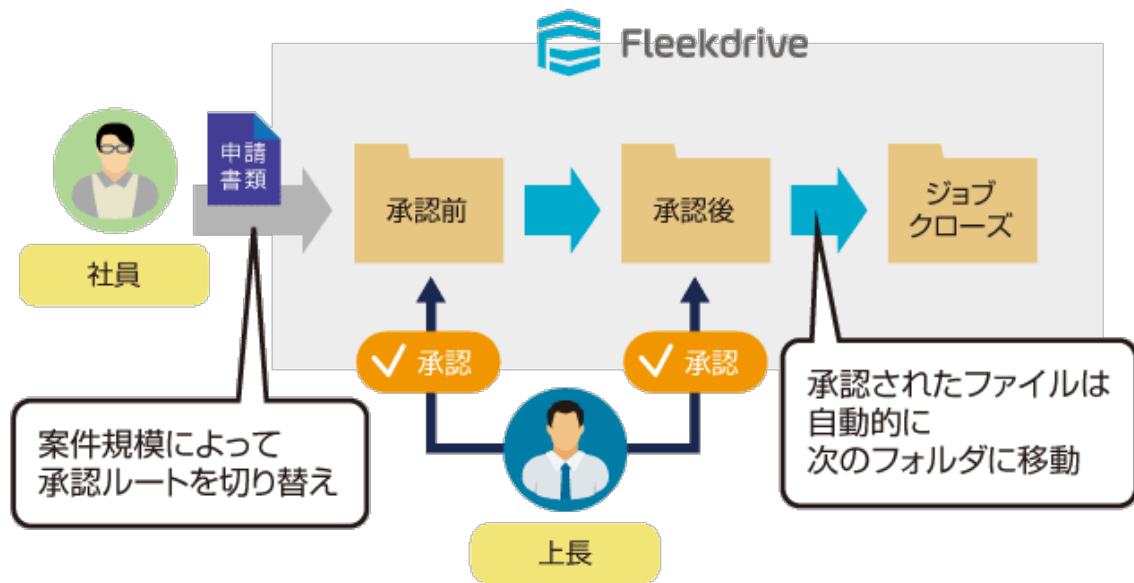 Fleekdrive
申請
書類
承認前
承認後
ジョブ
クローズ
社員
承認
承認
案件規模によって
承認ルートを切り替え
承認されたファイルは
自動的に
次のフォルダに移動
上長